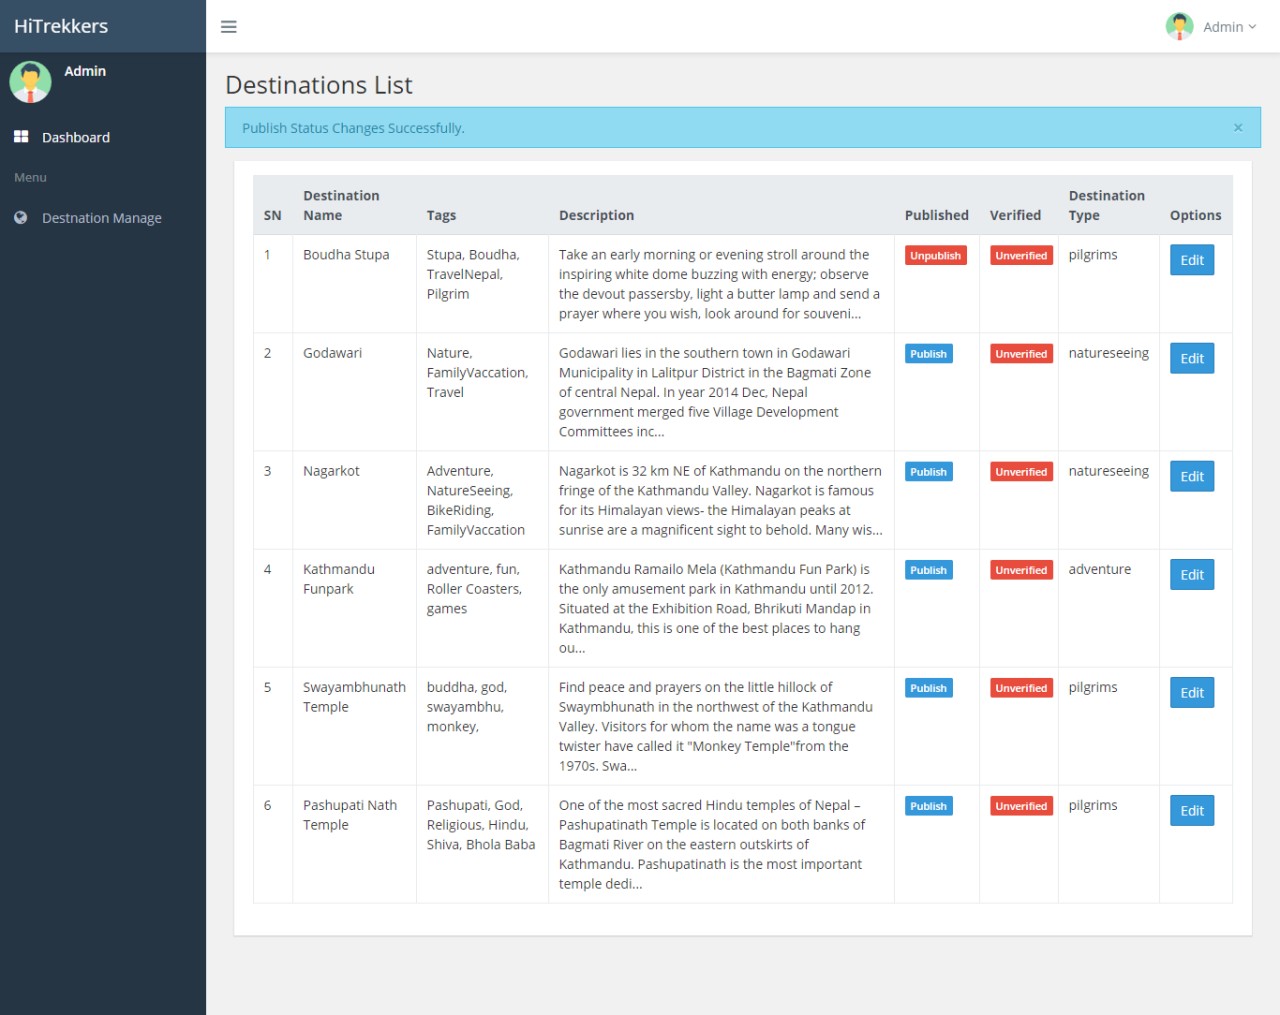 HiTrekkers
Admin
Admin
Dashboard
Menu
Destnation Manage
Destinations List
Publish Status Changes Successfully.
×
SN Destination Name Tags Description Published Verified Destination Type Options
1 Boudha Stupa Stupa, Boudha, TravelNepal, Pilgrim Take an early morning or evening stroll around the inspiring white dome buzzing with energy; observe the devout passersby, light a butter lamp and send a prayer where you wish, look around for souveni... Unpublish Unverified pilgrims Edit
2 Godawari Nature, FamilyVaccation, Travel Godawari lies in the southern town in Godawari Municipality in Lalitpur District in the Bagmati Zone of central Nepal. In year 2014 Dec, Nepal government merged five Village Development Committees inc... Publish Unverified natureseeing Edit
3 Nagarkot Adventure, NatureSeeing, BikeRiding, FamilyVaccation Nagarkot is 32 km NE of Kathmandu on the northern fringe of the Kathmandu Valley. Nagarkot is famous for its Himalayan views- the Himalayan peaks at sunrise are a magnificent sight to behold. Many wis... Publish Unverified natureseeing Edit
4 Kathmandu Funpark adventure, fun, Roller Coasters, games Kathmandu Ramailo Mela (Kathmandu Fun Park) is the only amusement park in Kathmandu until 2012. Situated at the Exhibition Road, Bhrikuti Mandap in Kathmandu, this is one of the best places to hang ou... Publish Unverified adventure Edit
5 Swayambhunath Temple buddha, god, swayambhu, monkey, Find peace and prayers on the little hillock of Swaymbhunath in the northwest of the Kathmandu Valley. Visitors for whom the name was a tongue twister have called it "Monkey Temple"from the 1970s. Swa... Publish Unverified pilgrims Edit
6 Pashupati Nath Temple Pashupati, God, Religious, Hindu, Shiva, Bhola Baba One of the most sacred Hindu temples of Nepal – Pashupatinath Temple is located on both banks of Bagmati River on the eastern outskirts of Kathmandu. Pashupatinath is the most important temple dedi... Publish Unverified pilgrims Edit